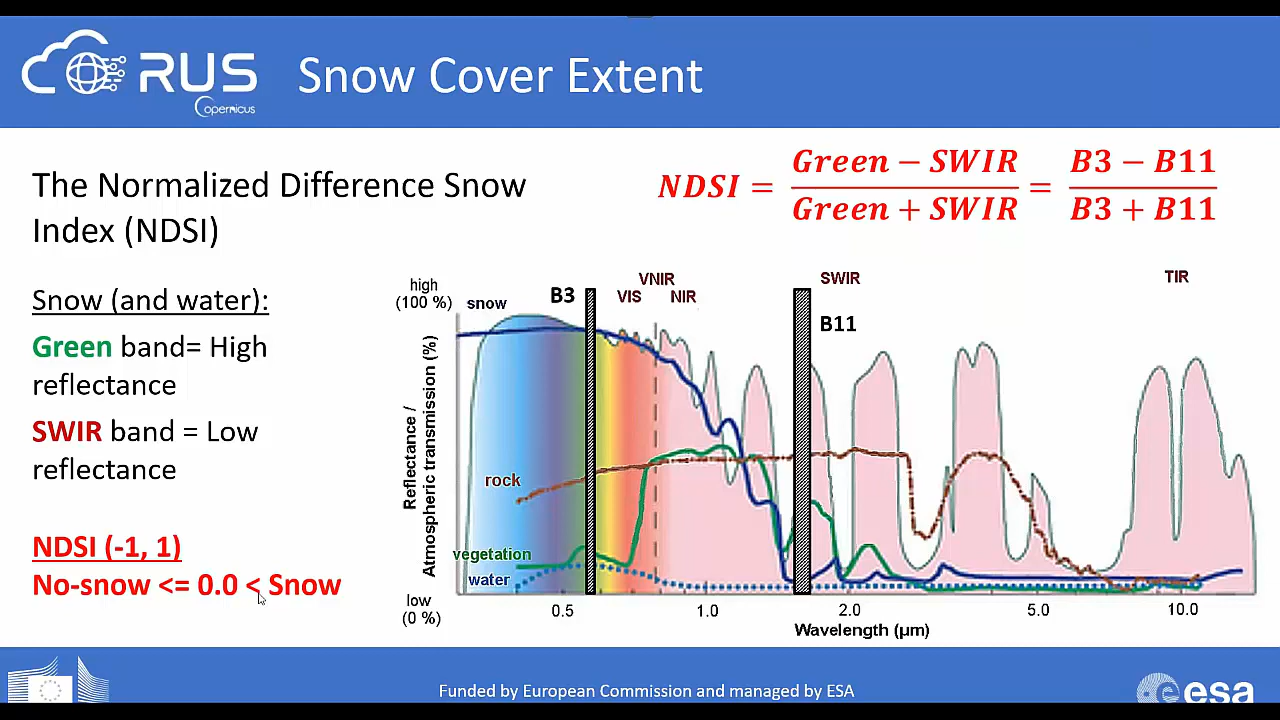 RUS
Copernicus
Snow Cover Extent
The Normalized Difference Snow
Index (NDSI)
NDSI = Green − SWIR / Green + SWIR = B3 − B11 / B3 + B11
Snow (and water):
Green band= High
reflectance
SWIR band = Low
reflectance
NDSI (-1, 1)
No-snow <= 0.0 < Snow
high
(100 %)
snow
B3
VNIR
VIS
NIR
SWIR
B11
TIR
Reflectance /
Atmospheric transmission (%)
rock
vegetation
water
low
(0 %)
0.5
1.0
2.0
5.0
10.0
Wavelength (µm)
Funded by European Commission and managed by ESA
esa